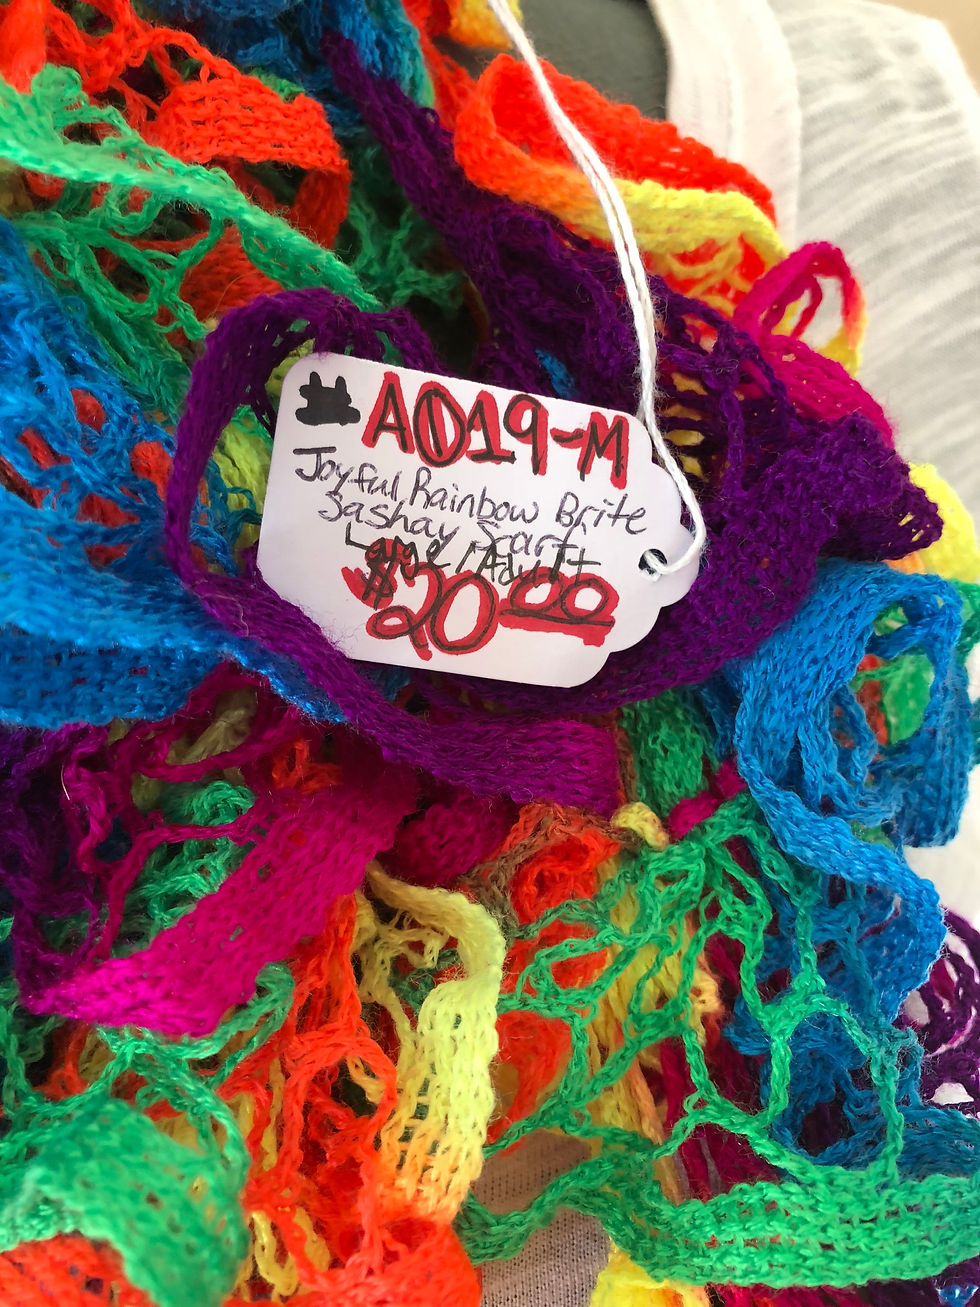 # A019-M
Joyful Rainbow Brite
Sashay Scarf
Large/Adult
$20.00